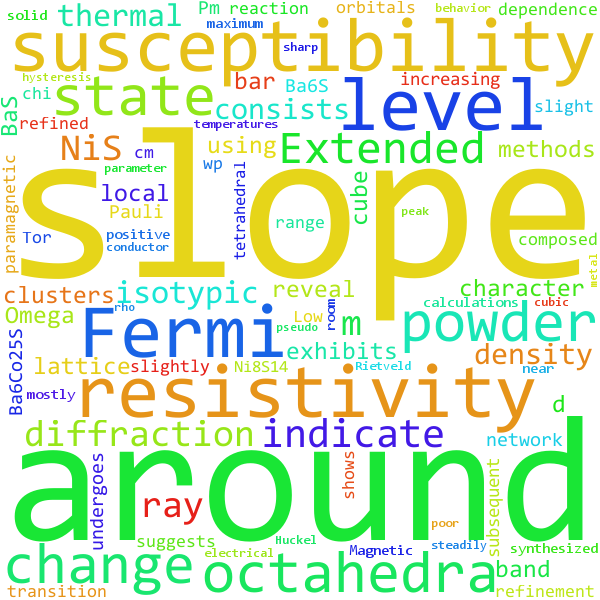 solid
thermal
Pm
reaction
orbitals
behavior
dependence
maximum
sharp
susceptibility
hysteresis
chi
state
BaS
refined
consists
bar
Ba6S
increasing
level
slight
temperatures
NiS
cm
using
Extended
methods
parameter
wp
slope
paramagnetic
local
Pauli
tetrahedral
cube
character
Tor
positive
conductor
range
peak
composed
metal
clusters
isotypic
reveal
calculations
cubic
Omega
rho
Low
room
m
powder
Fermi
pseudo
exhibits
density
Ba6Co25S
lattice
slightly
Ni8S14
Rietveld
near
mostly
resistivity
d
diffraction
indicate
network
around
undergoes
ray
shows
subsequent
poor
suggests
Huckel
Magnetic
steadily
synthesized
change
octahedra
electrical
band
transition
refinement